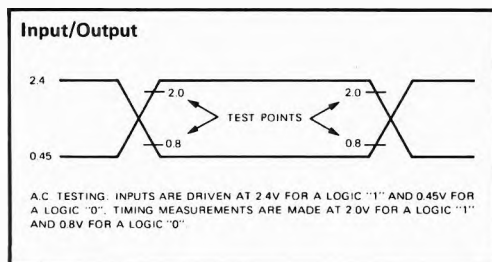 Input/Output
2.4
2.0
2.0
TEST POINTS
0.8
0.8
0.45
A.C. TESTING: INPUTS ARE DRIVEN AT 2.4V FOR A LOGIC "1" AND 0.45V FOR
A LOGIC "0". TIMING MEASUREMENTS ARE MADE AT 2.0V FOR A LOGIC "1"
AND 0.8V FOR A LOGIC "0".